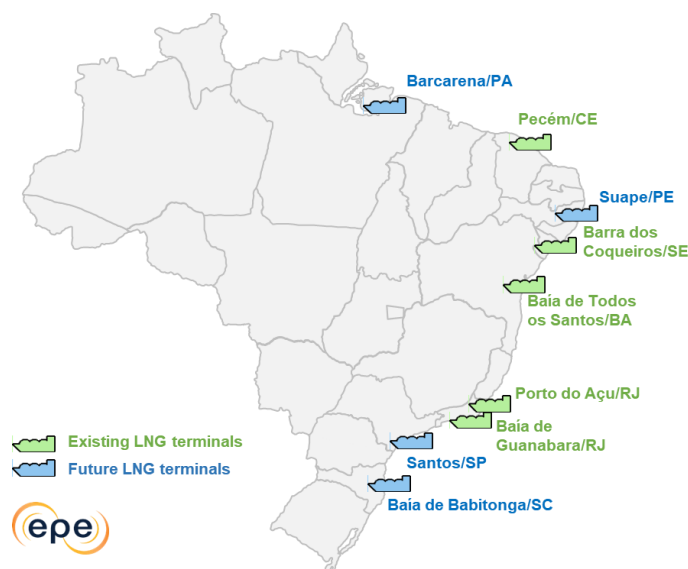 Barcarena/PA
Pecém/CE
Suape/PE
Barra dos
Coqueiros/SE
Baia de Todos
os Santos/BA
Porto do Açu/RJ
Baía de
Guanabara/RJ
Santos/SP
Baía de Babitonga/SC
Existing LNG terminals
Future LNG terminals
epe